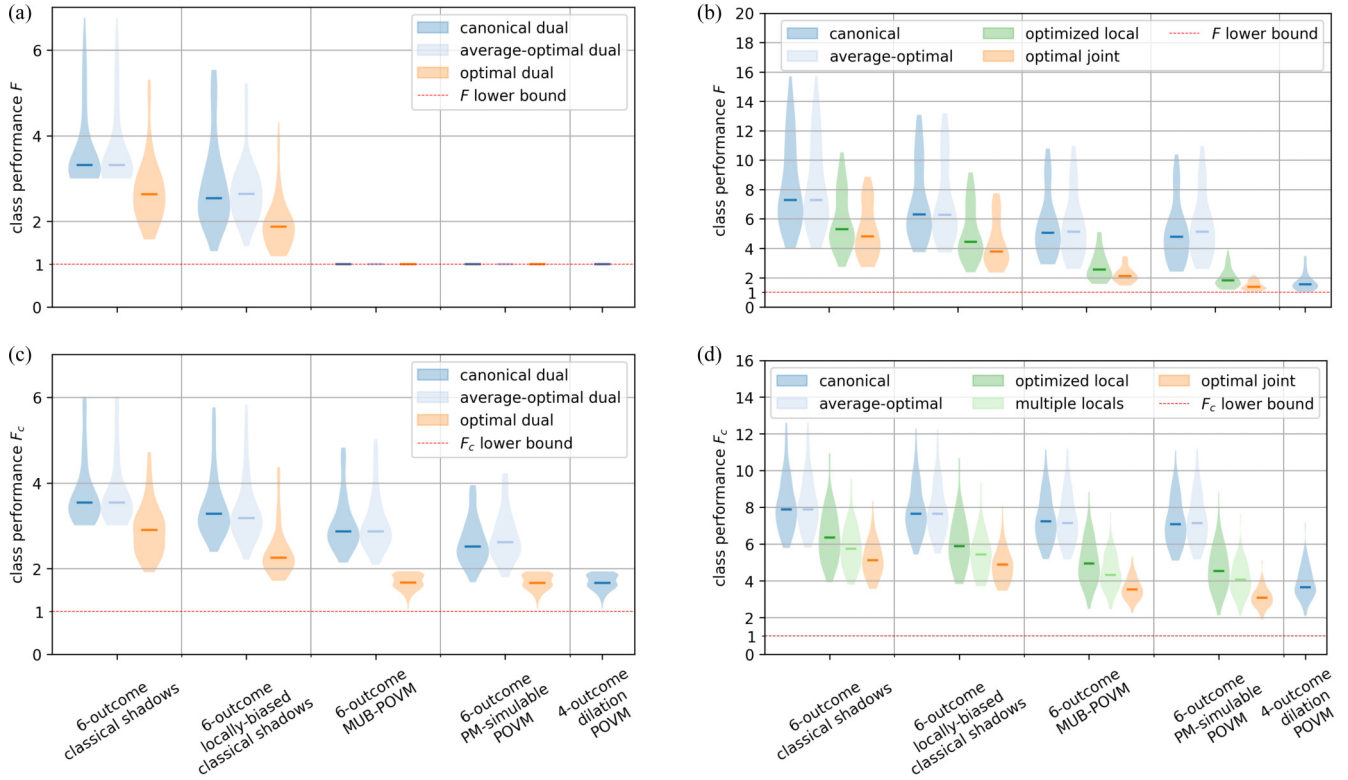 (a)
class performance F
6
4
2
1
0
canonical dual
average-optimal dual
optimal dual
F lower bound
(b)
class performance F
20
18
16
14
12
10
8
6
4
2
1
0
canonical
average-optimal
optimized local
optimal joint
F lower bound
(c)
class performance Fc
6
4
2
1
0
canonical dual
average-optimal dual
optimal dual
Fc lower bound
6-outcome
classical shadows
6-outcome
locally-biased
classical shadows
6-outcome
MUB-POVM
6-outcome
PM-simulable
POVM
4-outcome
dilation
POVM
(d)
class performance Fc
16
14
12
10
8
6
4
2
1
0
canonical
average-optimal
optimized local
multiple locals
optimal joint
Fc lower bound
6-outcome
classical shadows
6-outcome
locally-biased
classical shadows
6-outcome
MUB-POVM
6-outcome
PM-simulable
POVM
4-outcome
dilation
POVM